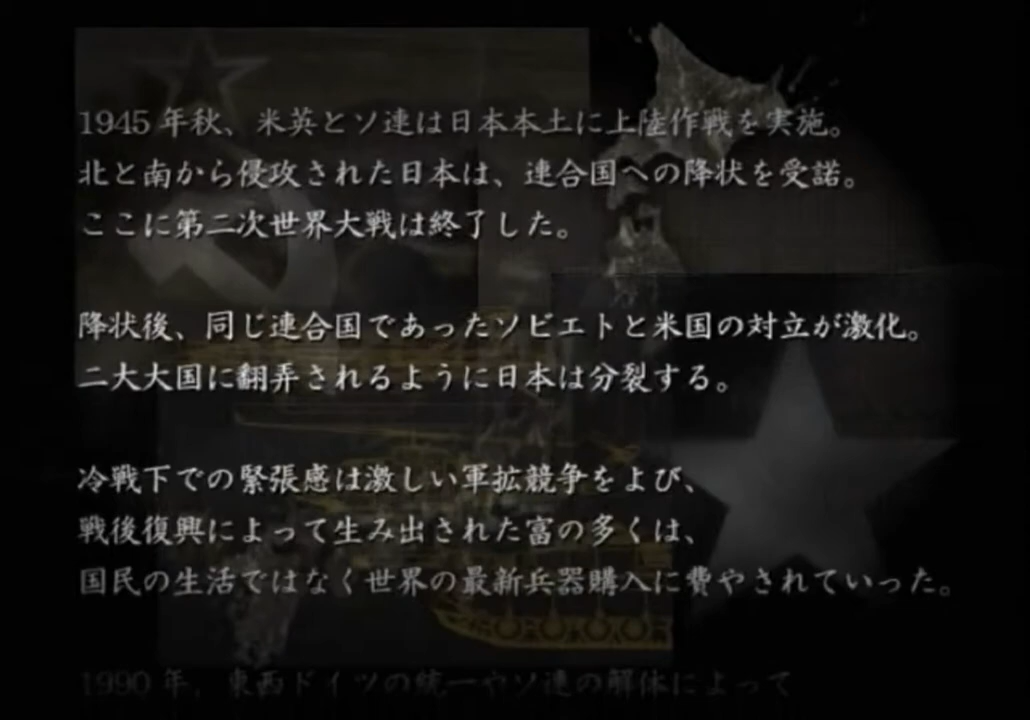 1945年秋、米英とソ連は日本本土に上陸作戦を実施。
北と南から侵攻された日本は、連合国への降状を受諾。
ここに第二次世界大戦は終了した。
降状後、同じ連合国であったソビエトと米国の対立が激化。
二大大国に翻弄されるように日本は分裂する。
冷戦下での緊張感は激しい軍拡競争をよび、
戦後復興によって生み出された富の多くは、
国民の生活ではなく世界の最新兵器購入に費やされていった。
1990年、東西ドイツの統一やソ連の解体によって